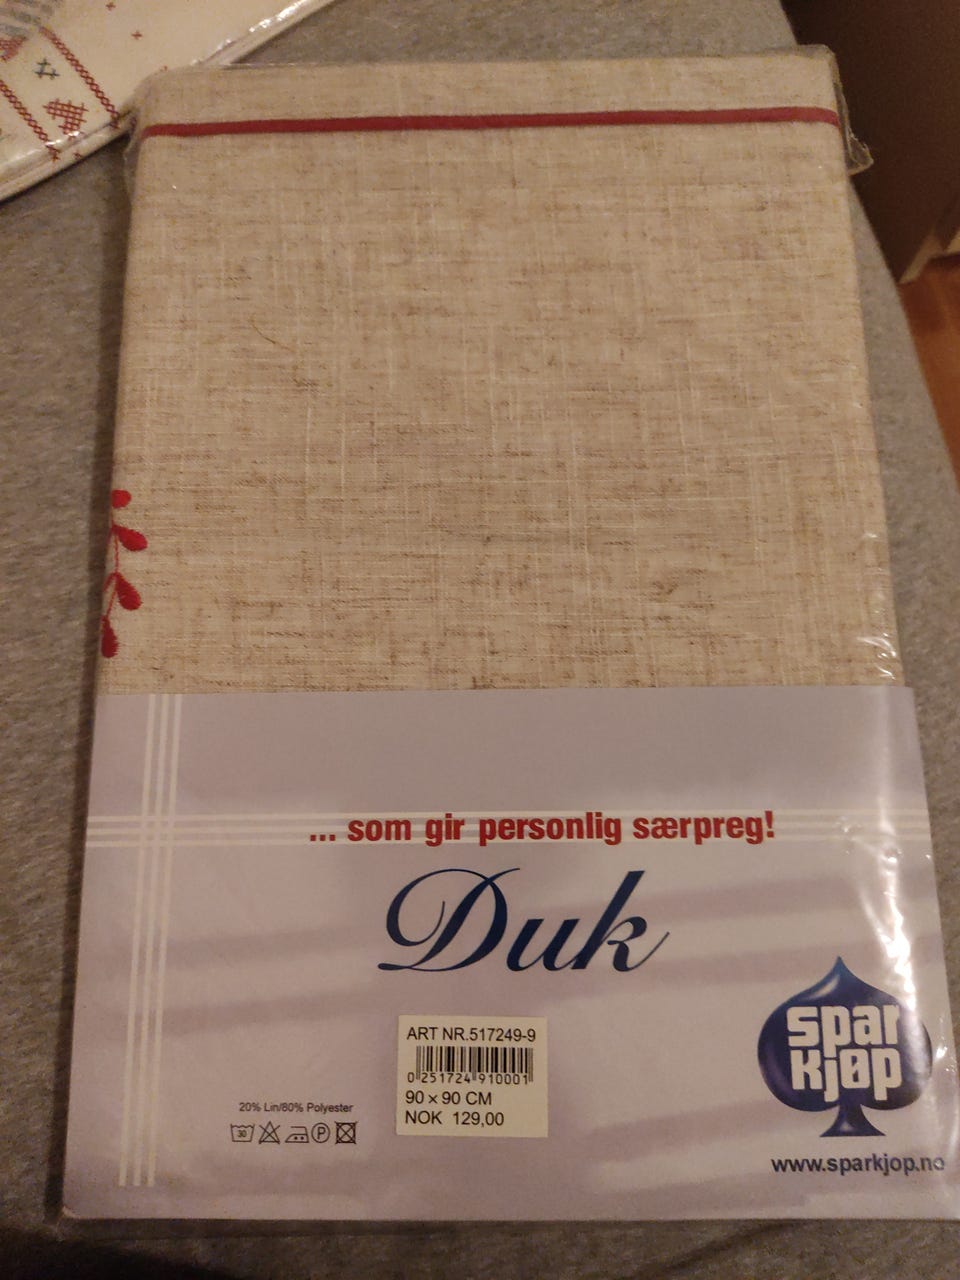 ... som gir personlig særpreg!
Duk
ART NR.517249-9
0 251724 910001
90 × 90 CM
NOK 129,00
20% Lin/80% Polyester
30
P
spar
kjøp
www.sparkjop.no